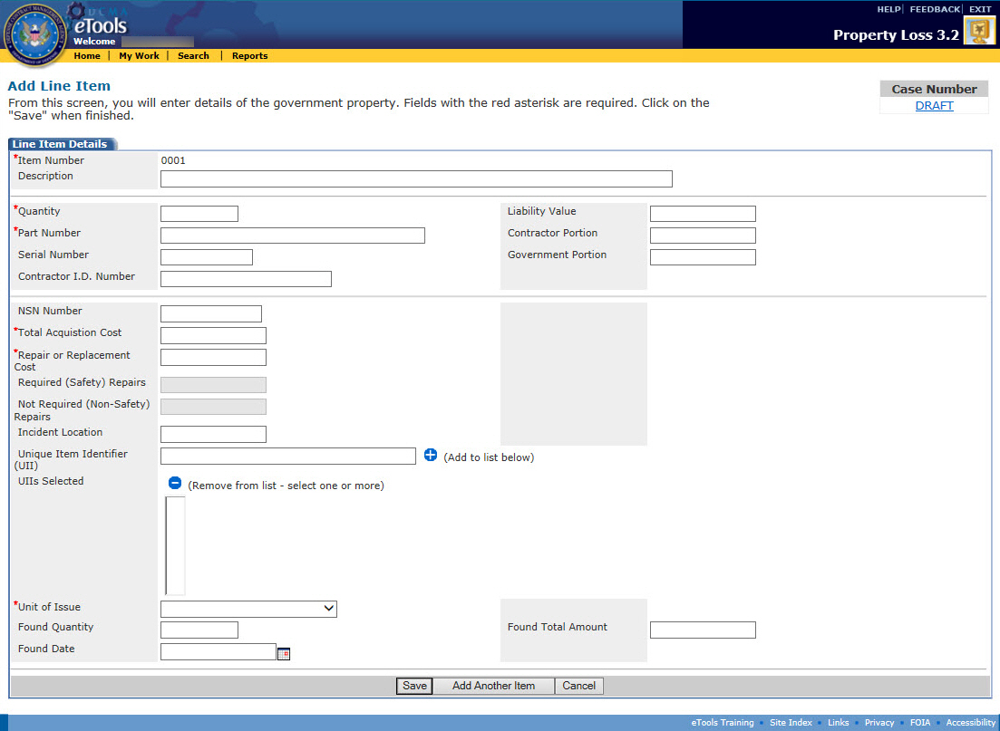 HELP | FEEDBACK | EXIT
DCMA
eTools
Welcome
Property Loss 3.2
Home | My Work | Search | Reports
Add Line Item
From this screen, you will enter details of the government property. Fields with the red asterisk are required. Click on the
"Save" when finished.
Case Number
DRAFT
Line Item Details
*Item Number 0001
Description
*Quantity Liability Value
*Part Number Contractor Portion
Serial Number Government Portion
Contractor I.D. Number
NSN Number
*Total Acquistion Cost
*Repair or Replacement
Cost
Required (Safety) Repairs
Not Required (Non-Safety)
Repairs
Incident Location
Unique Item Identifier
(UII)
(Add to list below)
UIIs Selected
(Remove from list - select one or more)
*Unit of Issue
Found Quantity Found Total Amount
Found Date
Save Add Another Item Cancel
eTools Training • Site Index • Links • Privacy • FOIA • Accessibility